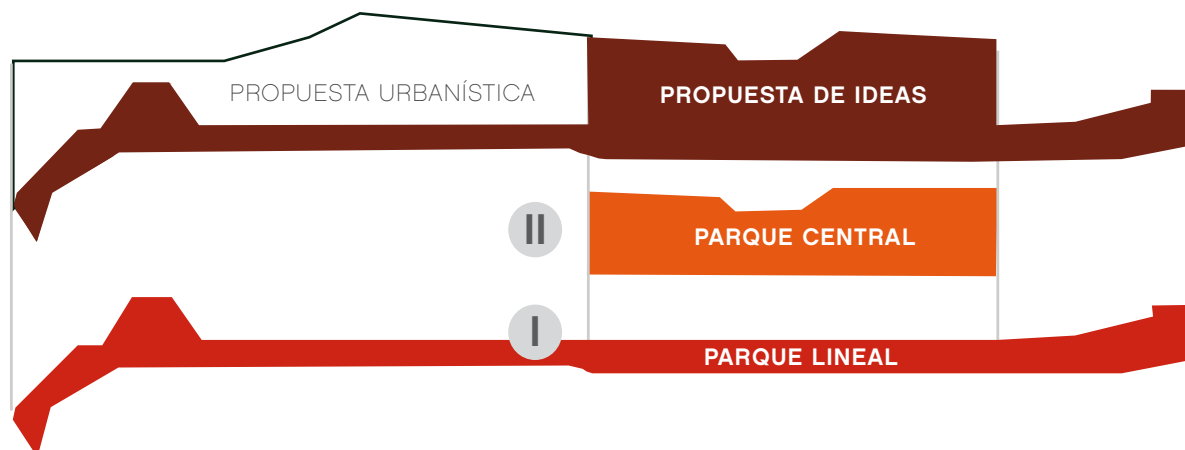 PROPUESTA URBANÍSTICA
PROPUESTA DE IDEAS
II
PARQUE CENTRAL
I
PARQUE LINEAL